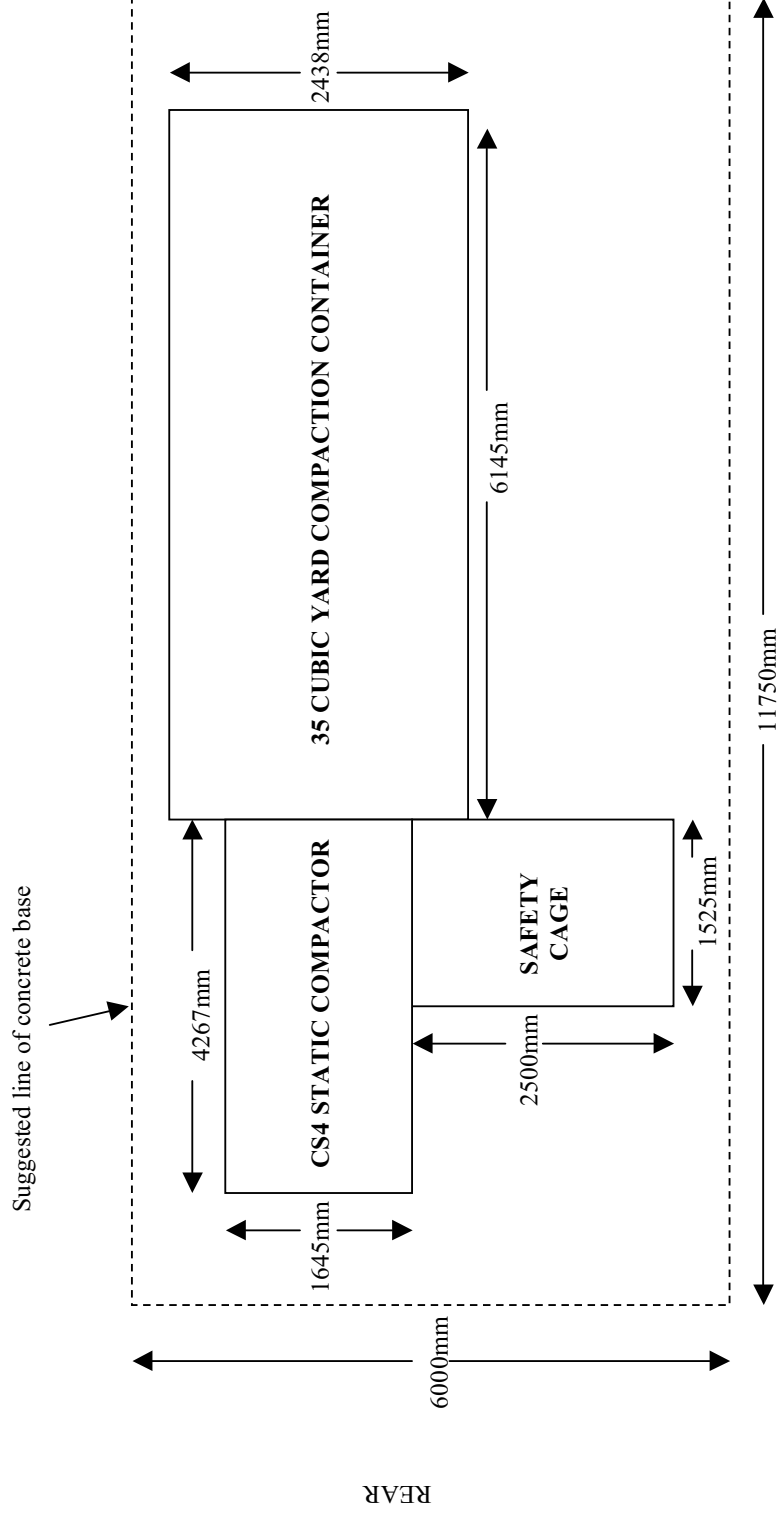 Suggested line of concrete base
4267mm
2438mm
1645mm
CS4 STATIC COMPACTOR
35 CUBIC YARD COMPACTION CONTAINER
6000mm
2500mm
SAFETY
CAGE
6145mm
1525mm
11750mm
REAR